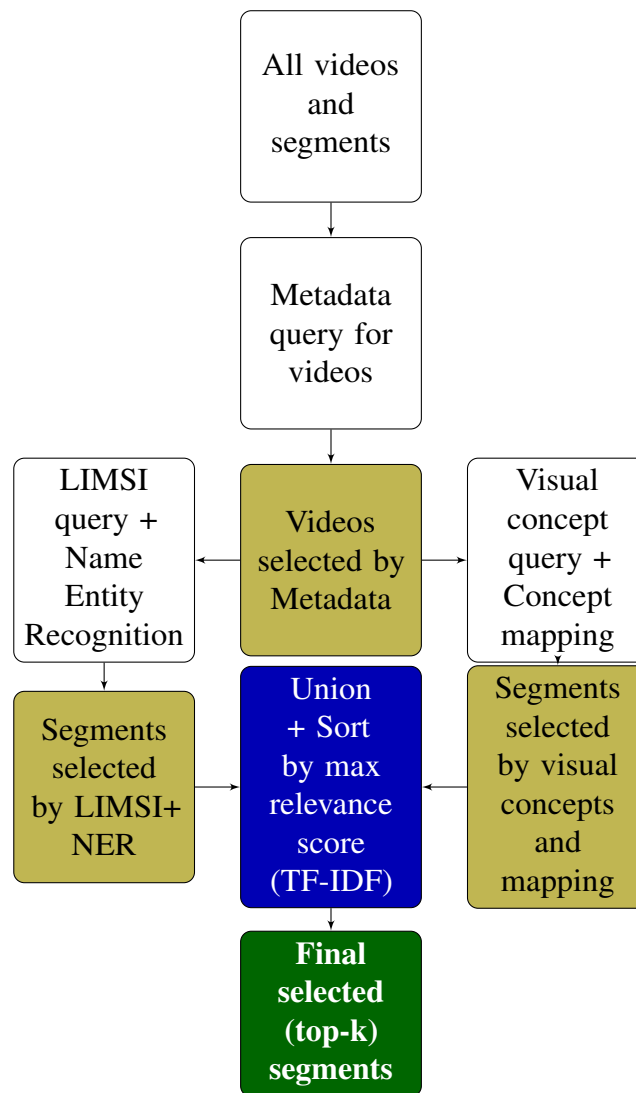 All videos
and
segments
Metadata
query for
videos
LIMSI
query +
Name
Entity
Recognition
Videos
selected by
Metadata
Visual
concept
query +
Concept
mapping
Segments
selected
by LIMSI+
NER
Union
+ Sort
by max
relevance
score
(TF-IDF)
Segments
selected
by visual
concepts
and
mapping
Final
selected
(top-k)
segments